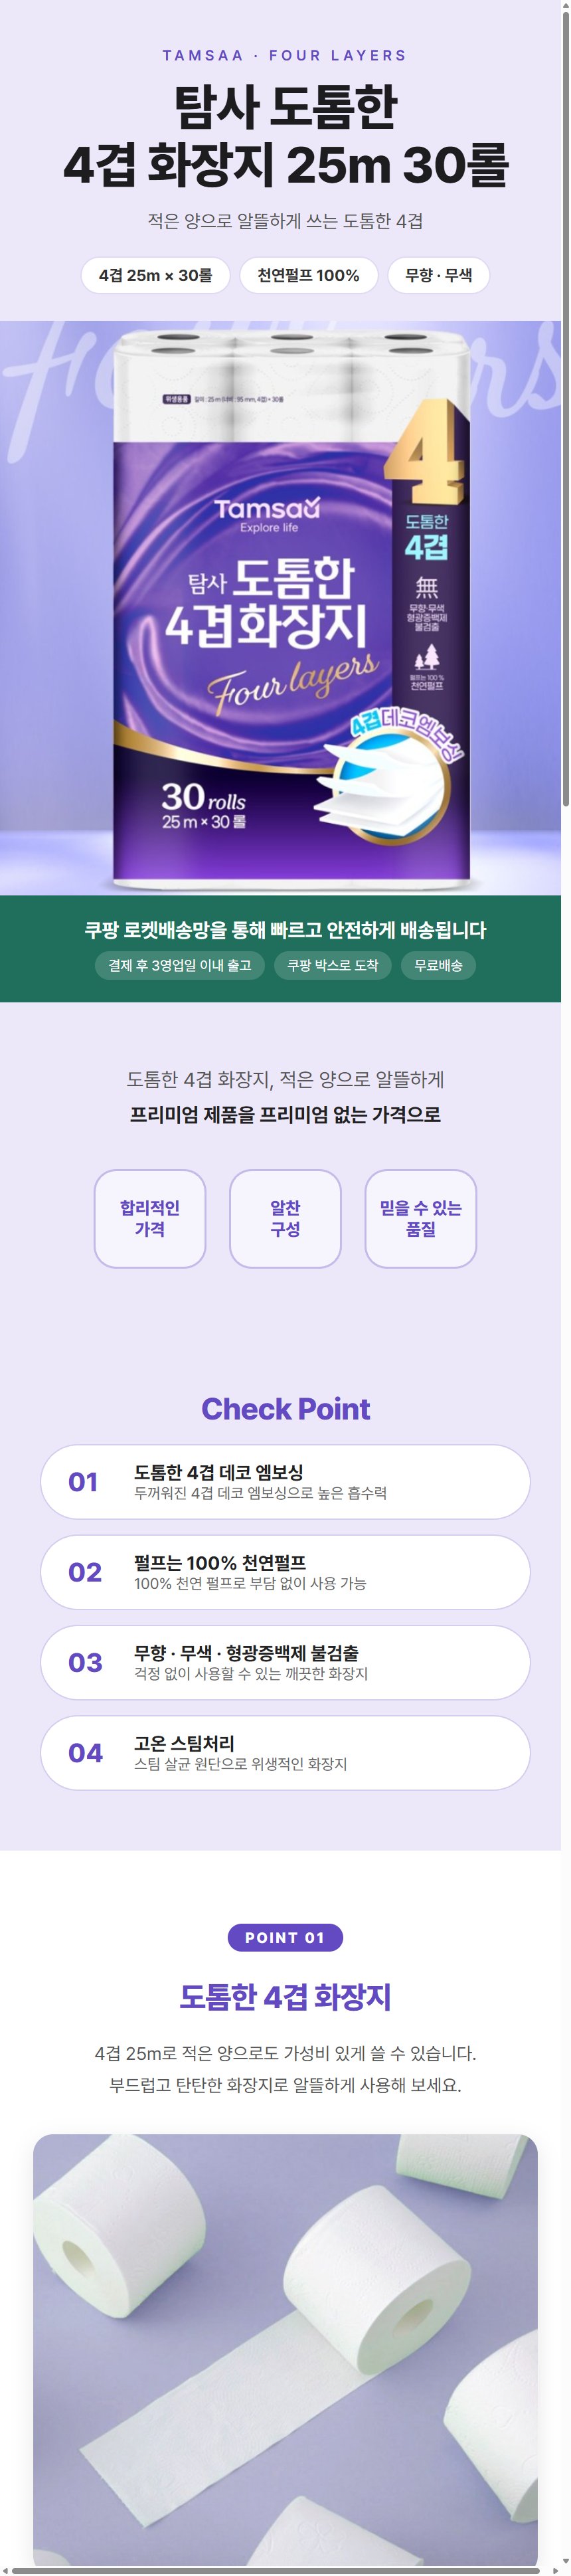 TAMSAA · FOUR LAYERS
탐사 도톰한
4겹 화장지 25m 30롤
적은 양으로 알뜰하게 쓰는 도톰한 4겹
4겹 25m × 30롤
천연펄프 100%
무향 · 무색
위생용품 길이 : 25 m (너비 : 95 mm, 4겹) × 30롤
Tamsaa
Explore life
탐사 도톰한
4겹화장지
Four layers
4
도톰한
4겹
無
무향·무색
형광증백제
불검출
펄프는 100 %
천연펄프
4겹데코엠보싱
30 rolls
25 m × 30 롤
쿠팡 로켓배송망을 통해 빠르고 안전하게 배송됩니다
결제 후 3영업일 이내 출고
쿠팡 박스로 도착
무료배송
도톰한 4겹 화장지, 적은 양으로 알뜰하게
프리미엄 제품을 프리미엄 없는 가격으로
합리적인
가격
알찬
구성
믿을 수 있는
품질
Check Point
01
도톰한 4겹 데코 엠보싱
두꺼워진 4겹 데코 엠보싱으로 높은 흡수력
02
펄프는 100% 천연펄프
100% 천연 펄프로 부담 없이 사용 가능
03
무향 · 무색 · 형광증백제 불검출
걱정 없이 사용할 수 있는 깨끗한 화장지
04
고온 스팀처리
스팀 살균 원단으로 위생적인 화장지
POINT 01
도톰한 4겹 화장지
4겹 25m로 적은 양으로도 가성비 있게 쓸 수 있습니다.
부드럽고 탄탄한 화장지로 알뜰하게 사용해 보세요.